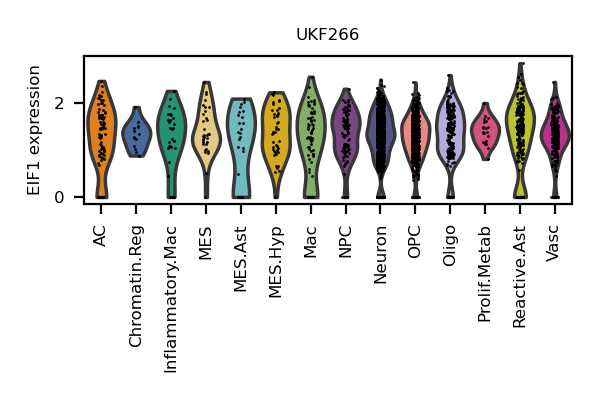 UKF266
EIF1 expression
2
0
AC
Chromatin.Reg
Inflammatory.Mac
MES
MES.Ast
MES.Hyp
Mac
NPC
Neuron
OPC
Oligo
Prolif.Metab
Reactive.Ast
Vasc